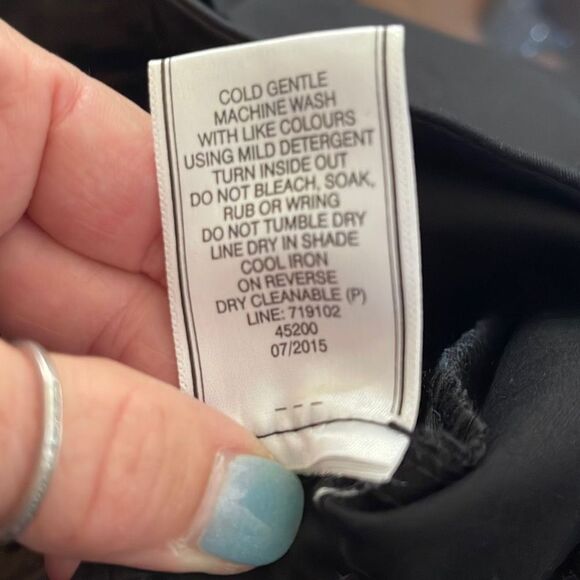 COLD GENTLE
MACHINE WASH
WITH LIKE COLOURS
USING MILD DETERGENT
TURN INSIDE OUT
DO NOT BLEACH, SOAK,
RUB OR WRING
DO NOT TUMBLE DRY
LINE DRY IN SHADE
COOL IRON
ON REVERSE
DRY CLEANABLE (P)
LINE: 719102
45200
07/2015